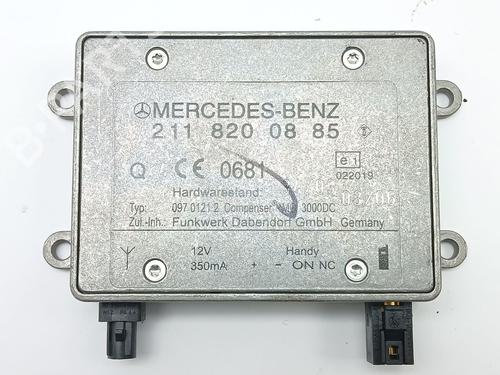 MERCEDES-BENZ
211 820 08 85
Q CE 0681 e1
022019
Hardwarestand:
Typ: 097 0121 2 Compenser 3000DC
Zul.-Inh.: Funkwerk Dabendorf GmbH, Germany
12V Handy
350mA + - ON NC